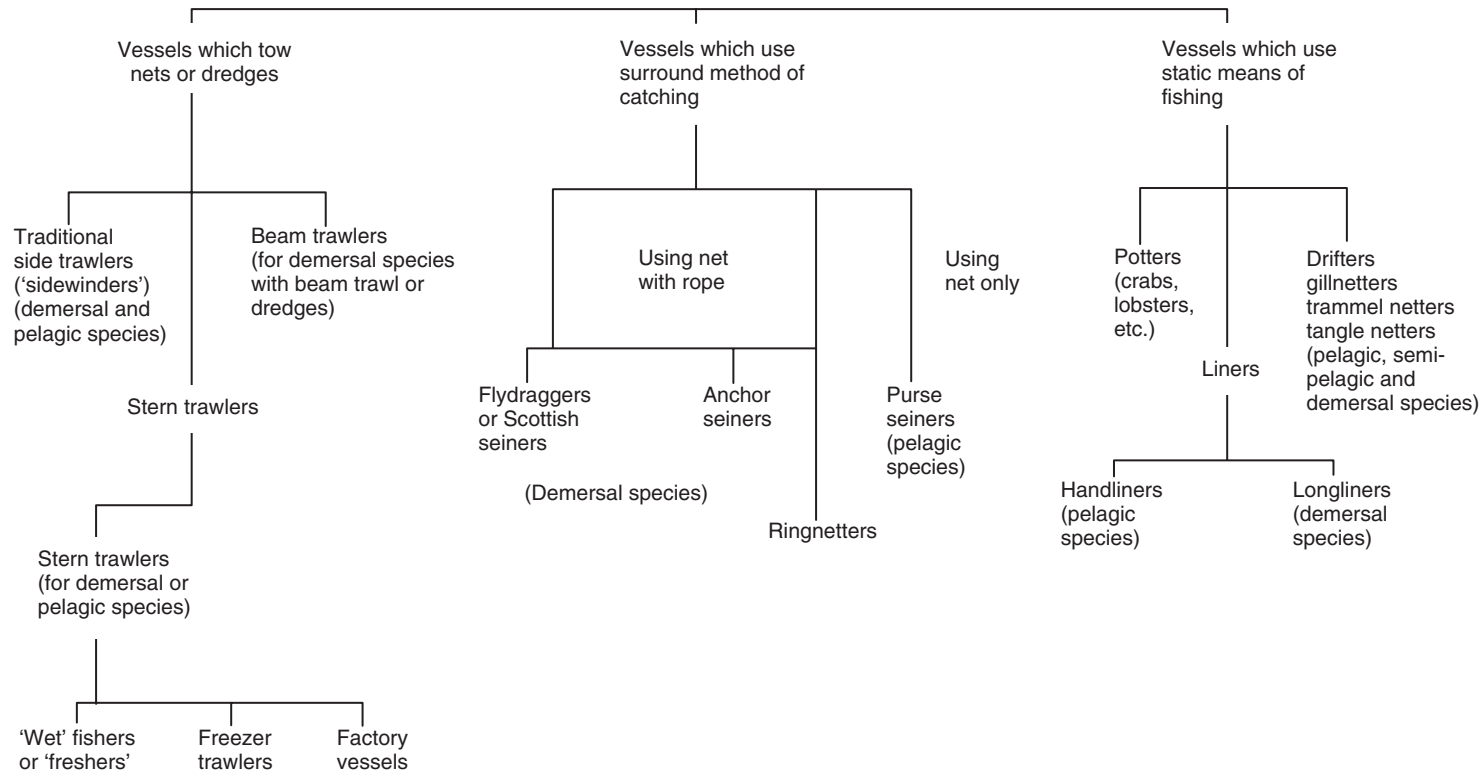 Vessels which tow
nets or dredges
Vessels which use
surround method of
catching
Vessels which use
static means of
fishing
Traditional
side trawlers
(‘sidewinders’)
(demersal and
pelagic species)
Beam trawlers
(for demersal species
with beam trawl or
dredges)
Using net
with rope
Using
net only
Potters
(crabs,
lobsters,
etc.)
Drifters
gillnetters
trammel netters
tangle netters
(pelagic, semi-
pelagic and
demersal species)
Liners
Stern trawlers
Flydraggers
or Scottish
seiners
Anchor
seiners
Purse
seiners
(pelagic
species)
(Demersal species)
Ringnetters
Handliners
(pelagic
species)
Longliners
(demersal
species)
Stern trawlers
(for demersal or
pelagic species)
‘Wet’ fishers
or ‘freshers’
Freezer
trawlers
Factory
vessels